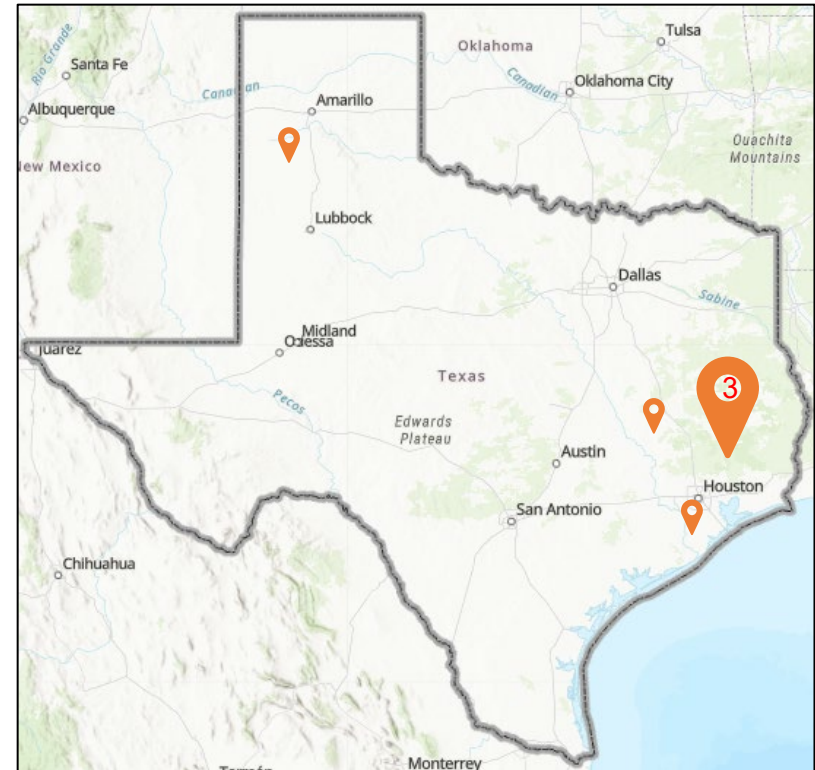 Tulsa
Oklahoma
Santa Fe
Rio Grande
Canadian
Canadian
Oklahoma City
Albuquerque
Amarillo
Ouachita
Mountains
New Mexico
Lubbock
Dallas
Sabine
Midland
Odessa
Juarez
Texas
3
Pecos
Edwards
Plateau
Austin
Houston
San Antonio
Chihuahua
Monterrey